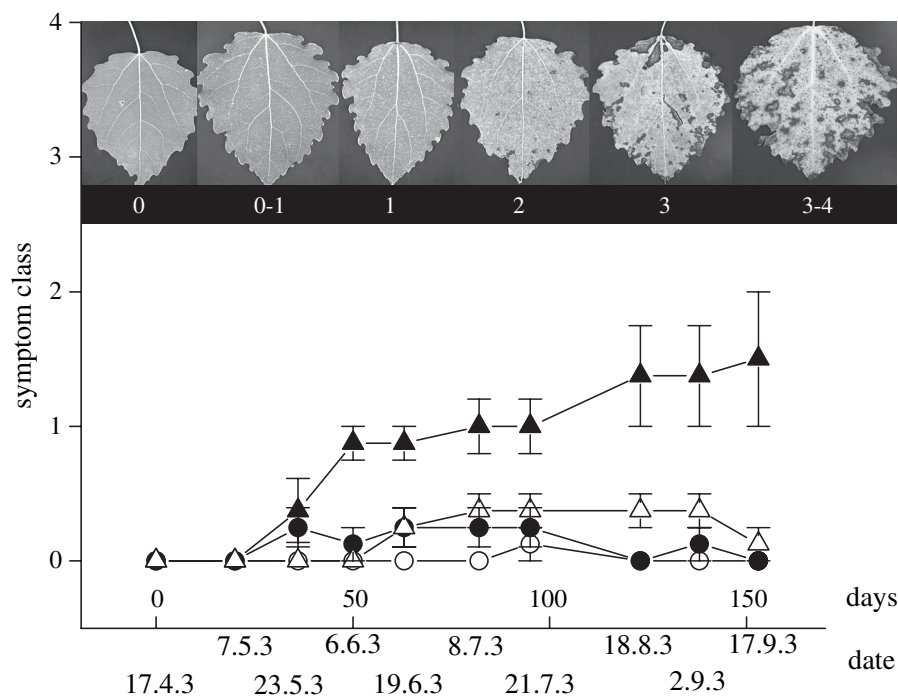 4
3
0 0-1 1 2 3 3-4
symptom class
2
1
0
0 50 100 150 days
7.5.3 6.6.3 8.7.3 18.8.3 17.9.3
date
17.4.3 23.5.3 19.6.3 21.7.3 2.9.3